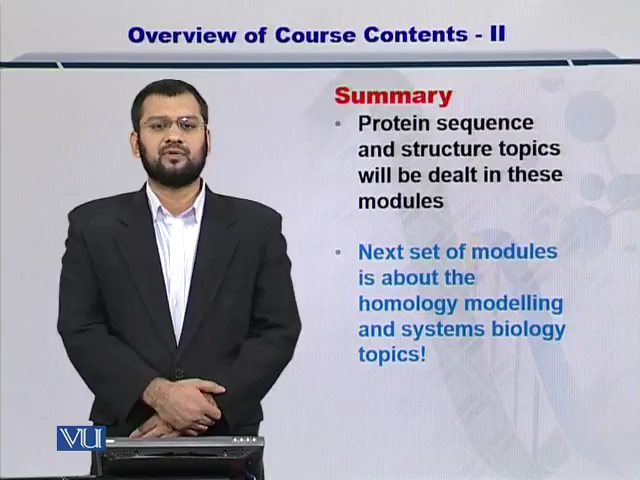 Overview of Course Contents - II
Summary
• Protein sequence
and structure topics
will be dealt in these
modules
• Next set of modules
is about the
homology modelling
and systems biology
topics!
VU